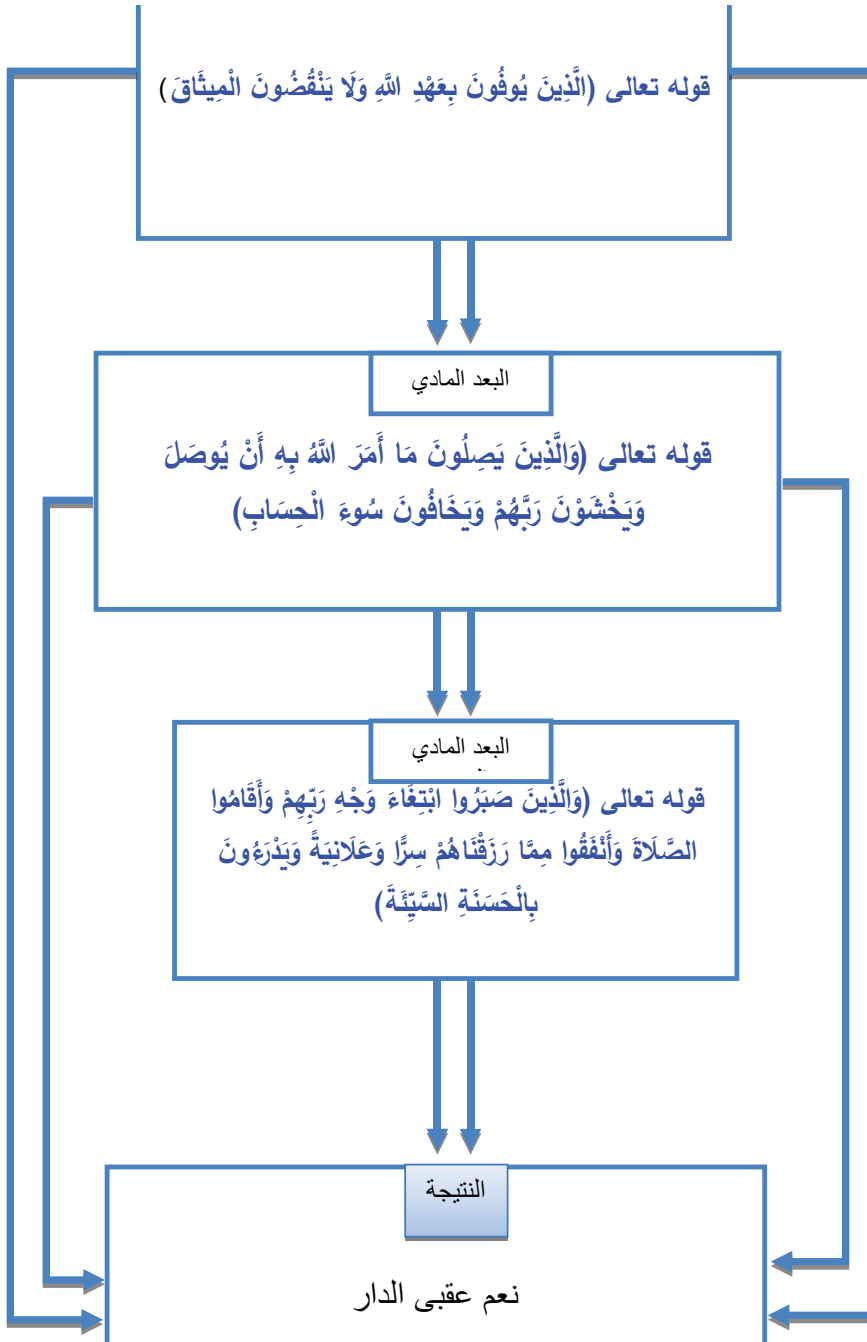 قوله تعالى (الَّذِينَ يُوفُونَ بِعَهْدِ اللَّهِ وَلَا يَنْقُضُونَ الْمِيثَاقَ)
البعد المادي
قوله تعالى (وَالَّذِينَ يَصِلُونَ مَا أَمَرَ اللَّهُ بِهِ أَنْ يُوصَلَ
وَيَخْشَوْنَ رَبَّهُمْ وَيَخَافُونَ سُوءَ الْحِسَابِ)
البعد المادي
قوله تعالى (وَالَّذِينَ صَبَرُوا ابْتِغَاءَ وَجْهِ رَبِّهِمْ وَأَقَامُوا
الصَّلَاةَ وَأَنْفَقُوا مِمَّا رَزَقْنَاهُمْ سِرًّا وَعَلَانِيَةً وَيَدْرَءُونَ
بِالْحَسَنَةِ السَّيِّئَةَ)
النتيجة
نعم عقبى الدار